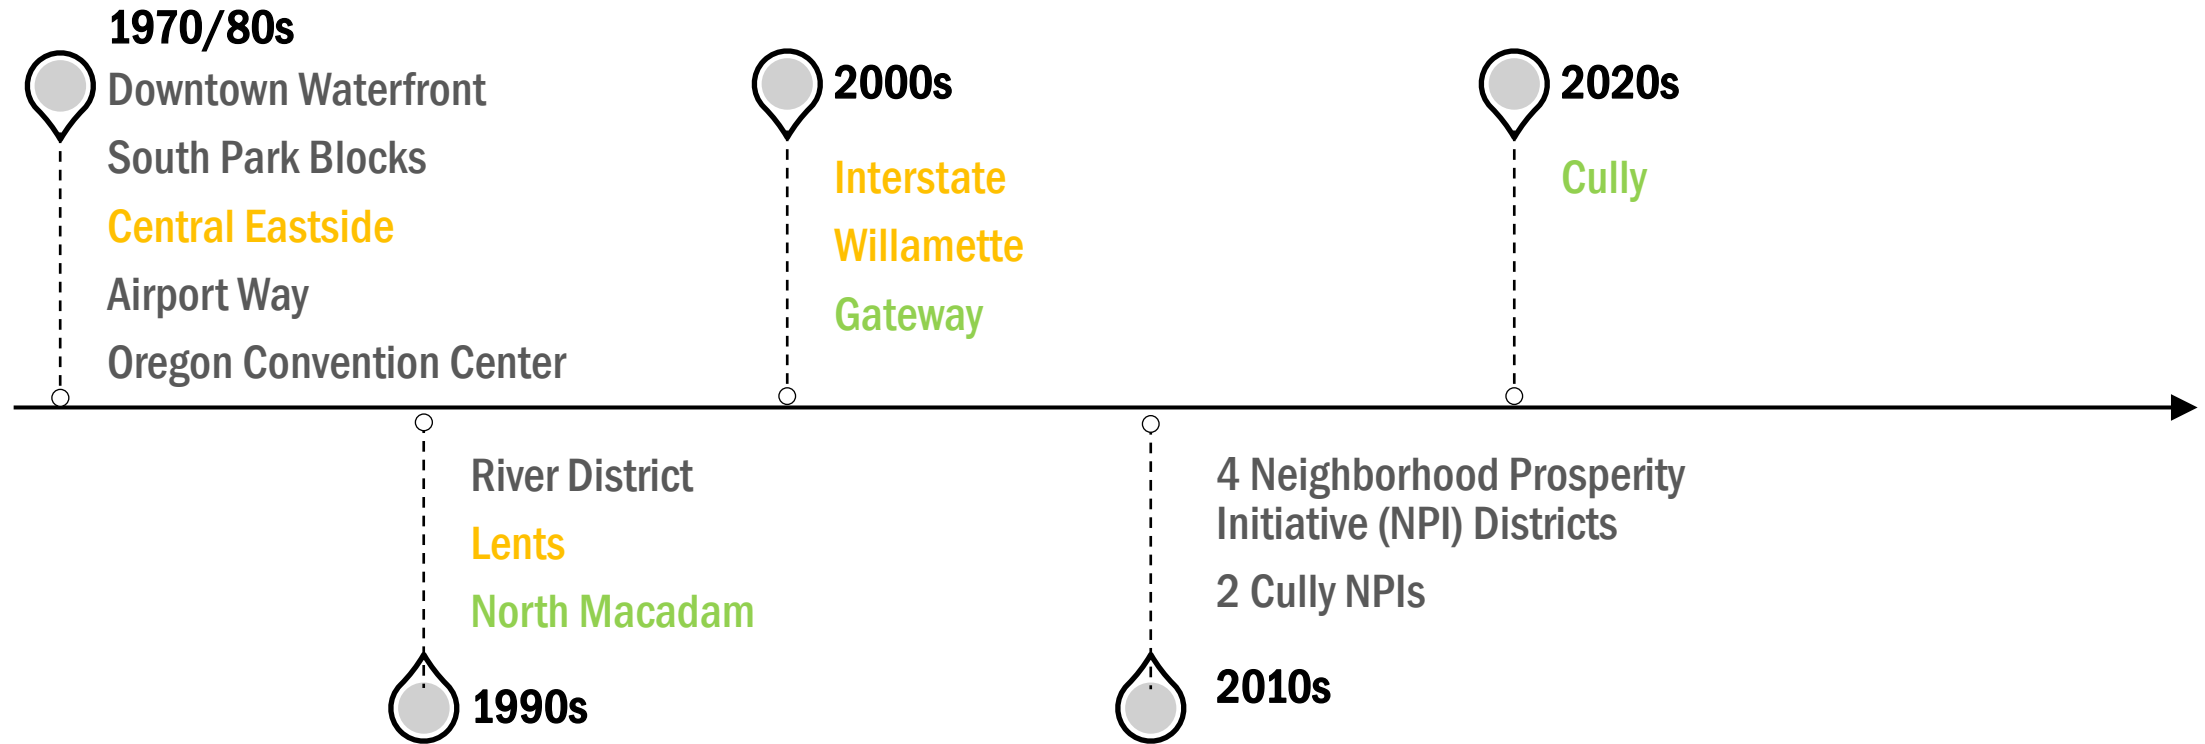 1970/80s
Downtown Waterfront
South Park Blocks
Central Eastside
Airport Way
Oregon Convention Center
River District
Lents
North Macadam
1990s
2000s
Interstate
Willamette
Gateway
4 Neighborhood Prosperity
Initiative (NPI) Districts
2 Cully NPIs
2010s
2020s
Cully